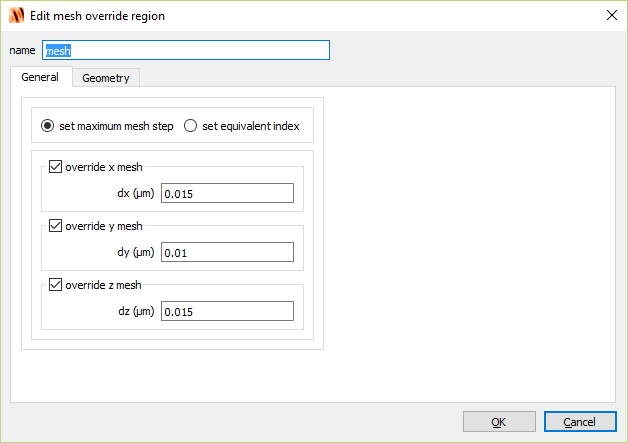 Edit mesh override region
name mesh
General Geometry
set maximum mesh step set equivalent index
override x mesh
dx (µm) 0.015
override y mesh
dy (µm) 0.01
override z mesh
dz (µm) 0.015
OK Cancel